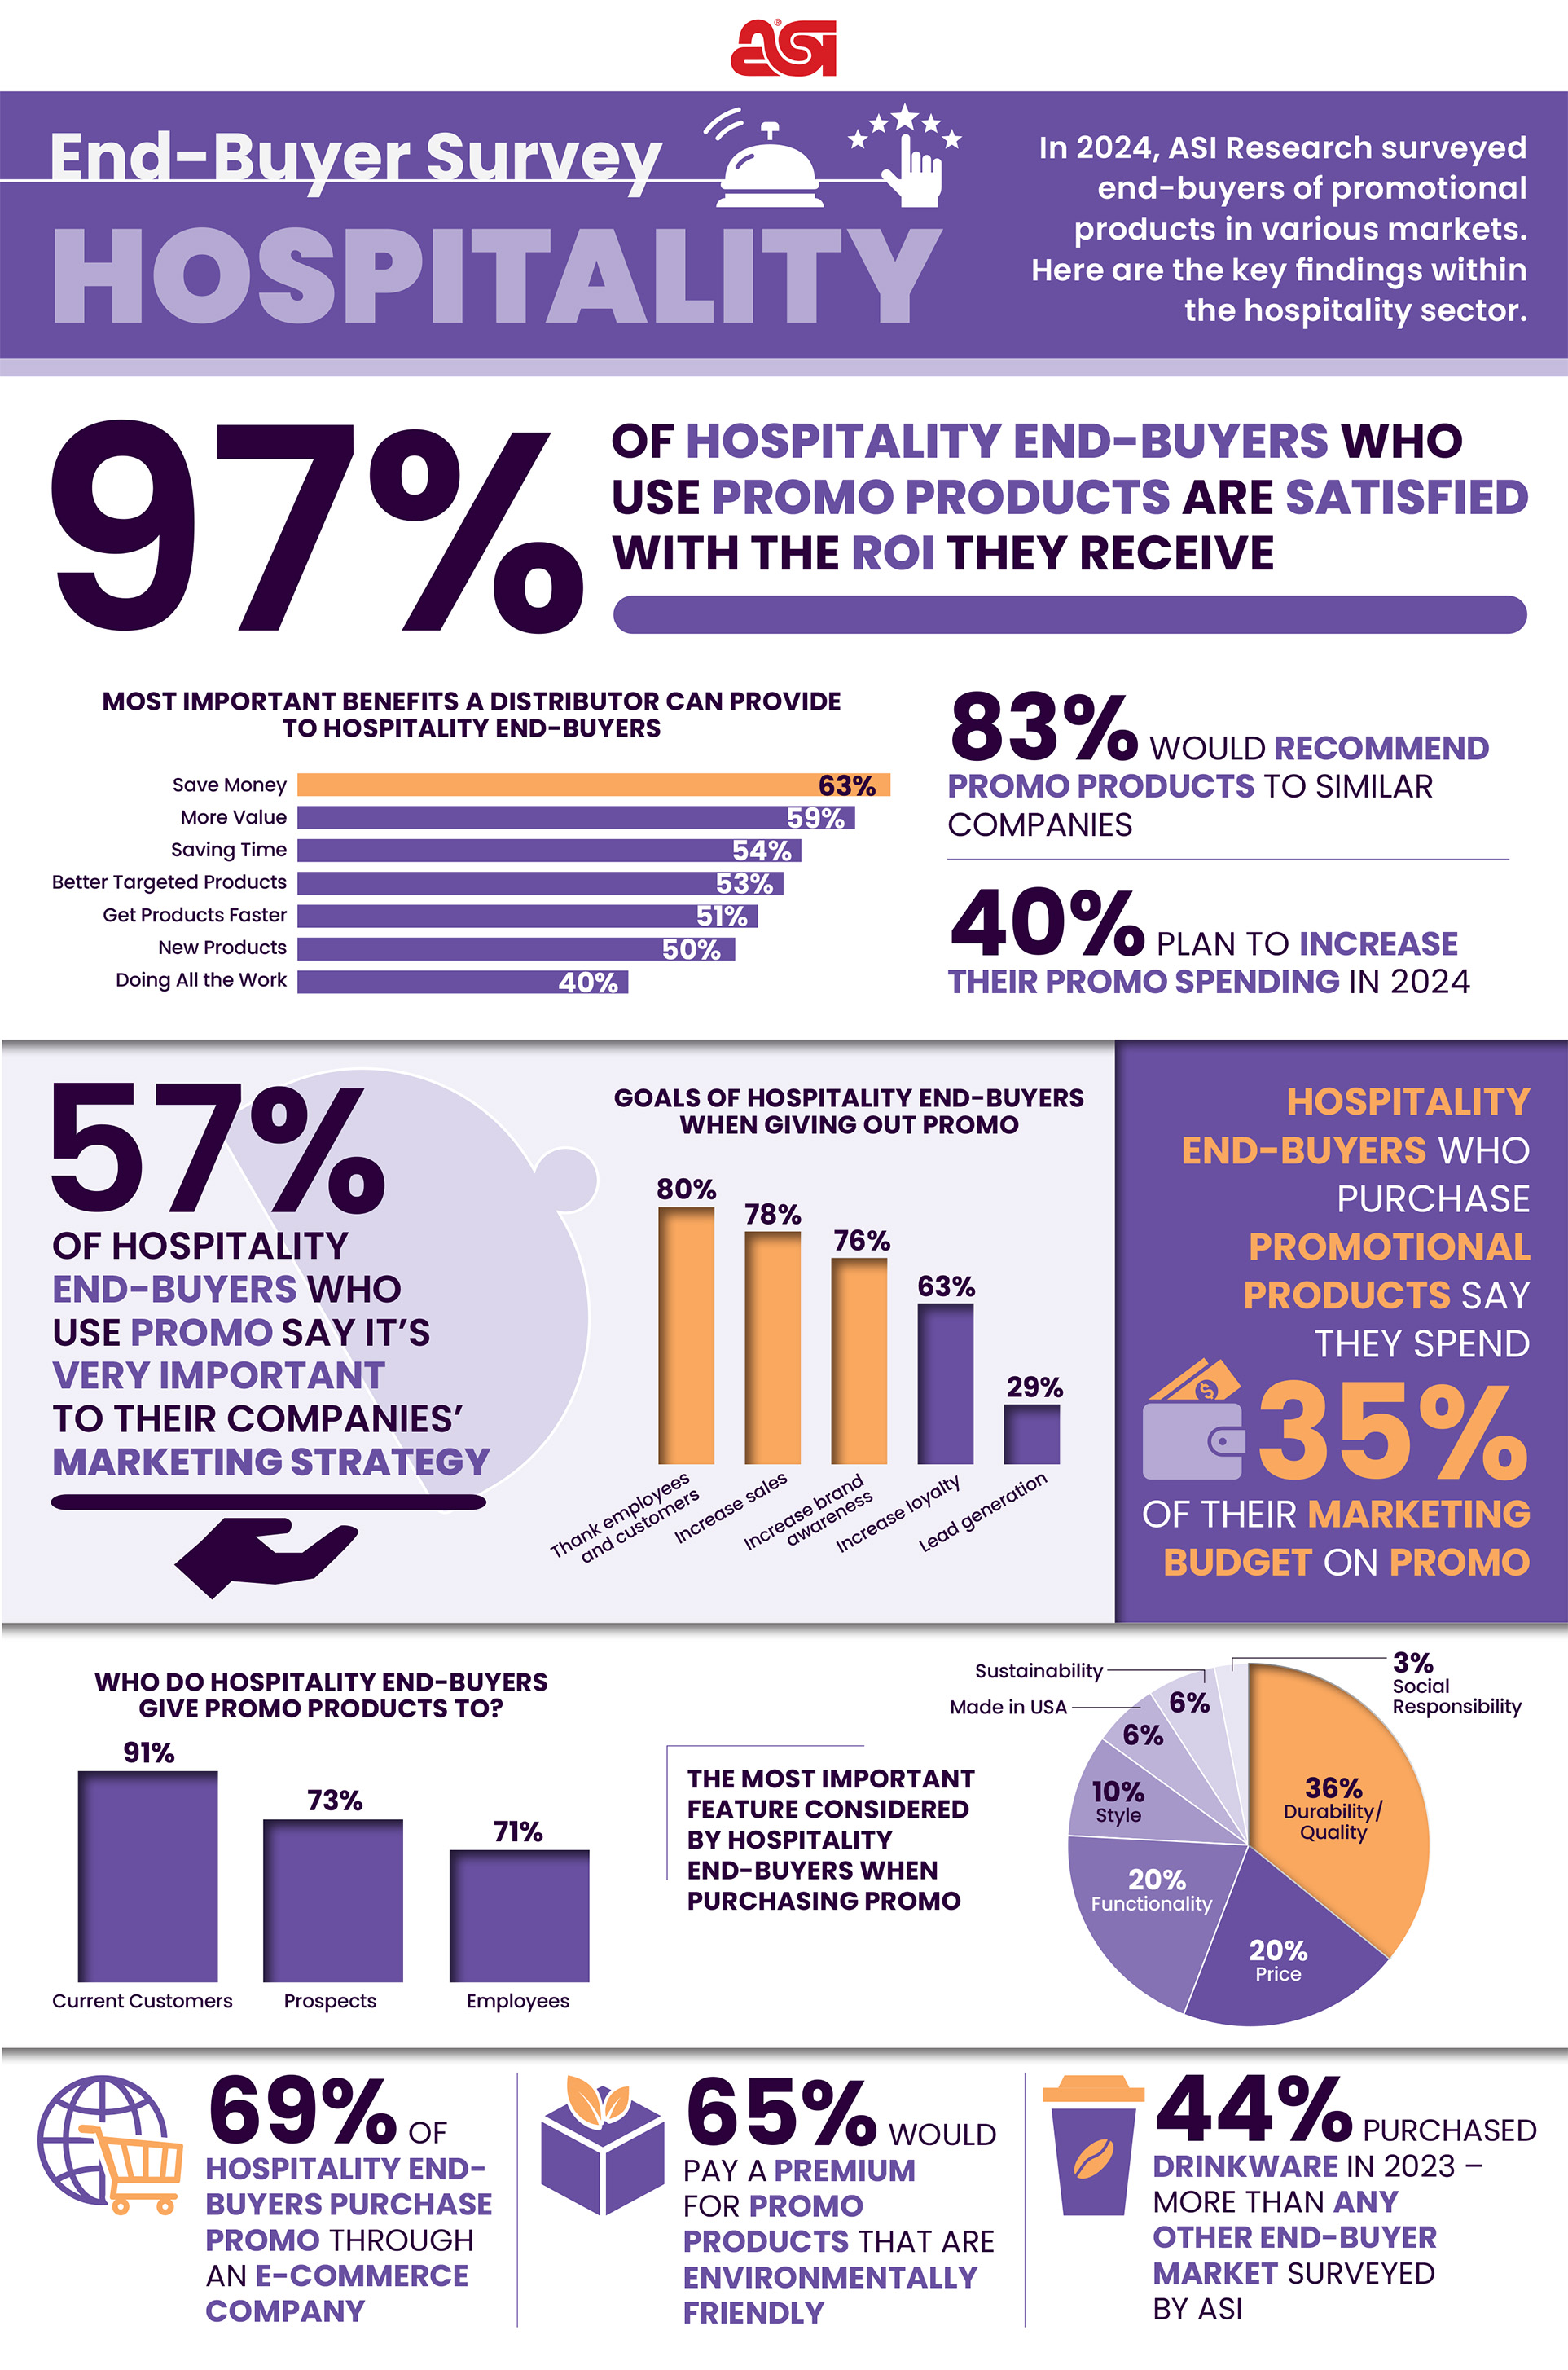 ASI
®
End-Buyer Survey
HOSPITALITY
In 2024, ASI Research surveyed
end-buyers of promotional
products in various markets.
Here are the key findings within
the hospitality sector.
97%
OF HOSPITALITY END-BUYERS WHO
USE PROMO PRODUCTS ARE SATISFIED
WITH THE ROI THEY RECEIVE
MOST IMPORTANT BENEFITS A DISTRIBUTOR CAN PROVIDE
TO HOSPITALITY END-BUYERS
Save Money 63%
More Value 59%
Saving Time 54%
Better Targeted Products 53%
Get Products Faster 51%
New Products 50%
Doing All the Work 40%
83% WOULD RECOMMEND
PROMO PRODUCTS TO SIMILAR
COMPANIES
40% PLAN TO INCREASE
THEIR PROMO SPENDING IN 2024
57%
OF HOSPITALITY
END-BUYERS WHO
USE PROMO SAY IT'S
VERY IMPORTANT
TO THEIR COMPANIES'
MARKETING STRATEGY
GOALS OF HOSPITALITY END-BUYERS
WHEN GIVING OUT PROMO
80%
78%
76%
63%
29%
Thank employees
and customers
Increase sales
Increase brand
awareness
Increase loyalty
Lead generation
HOSPITALITY
END-BUYERS WHO
PURCHASE
PROMOTIONAL
PRODUCTS SAY
THEY SPEND
$
35%
OF THEIR MARKETING
BUDGET ON PROMO
WHO DO HOSPITALITY END-BUYERS
GIVE PROMO PRODUCTS TO?
91%
73%
71%
Current Customers
Prospects
Employees
THE MOST IMPORTANT
FEATURE CONSIDERED
BY HOSPITALITY
END-BUYERS WHEN
PURCHASING PROMO
Sustainability
6%
Made in USA
6%
3%
Social
Responsibility
36%
Durability/
Quality
10%
Style
20%
Functionality
20%
Price
69% OF
HOSPITALITY END-
BUYERS PURCHASE
PROMO THROUGH
AN E-COMMERCE
COMPANY
65% WOULD
PAY A PREMIUM
FOR PROMO
PRODUCTS THAT ARE
ENVIRONMENTALLY
FRIENDLY
44% PURCHASED
DRINKWARE IN 2023 –
MORE THAN ANY
OTHER END-BUYER
MARKET SURVEYED
BY ASI